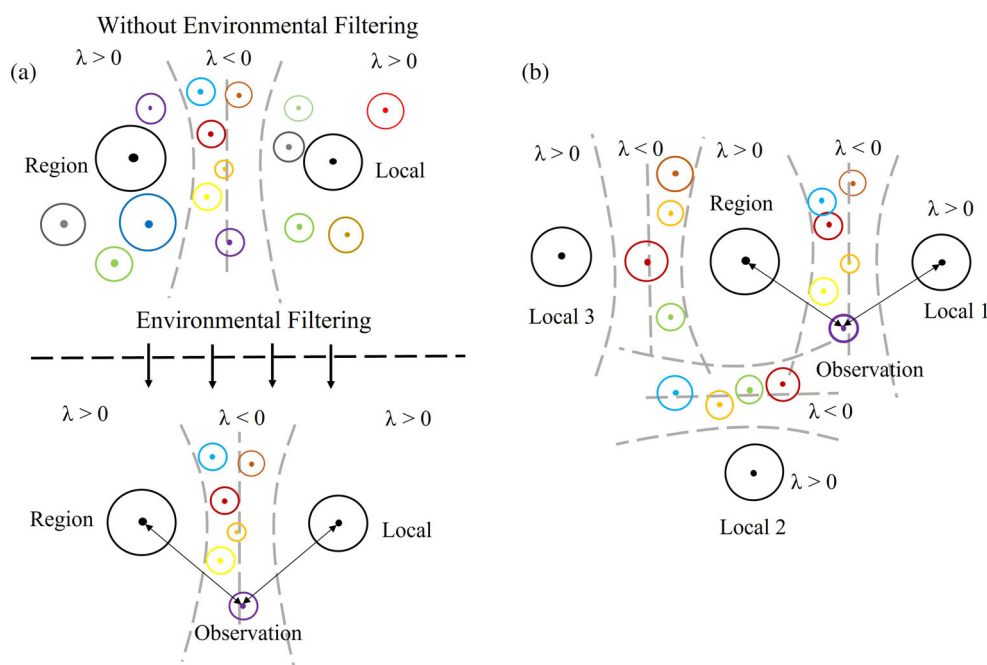 Without Environmental Filtering
(a)
λ > 0
λ < 0
λ > 0
Region
Local
Environmental Filtering
λ > 0
λ < 0
λ > 0
Region
Local
Observation
(b)
λ > 0
λ < 0
λ > 0
λ < 0
Region
λ > 0
Local 3
Local 1
Observation
λ < 0
λ > 0
Local 2